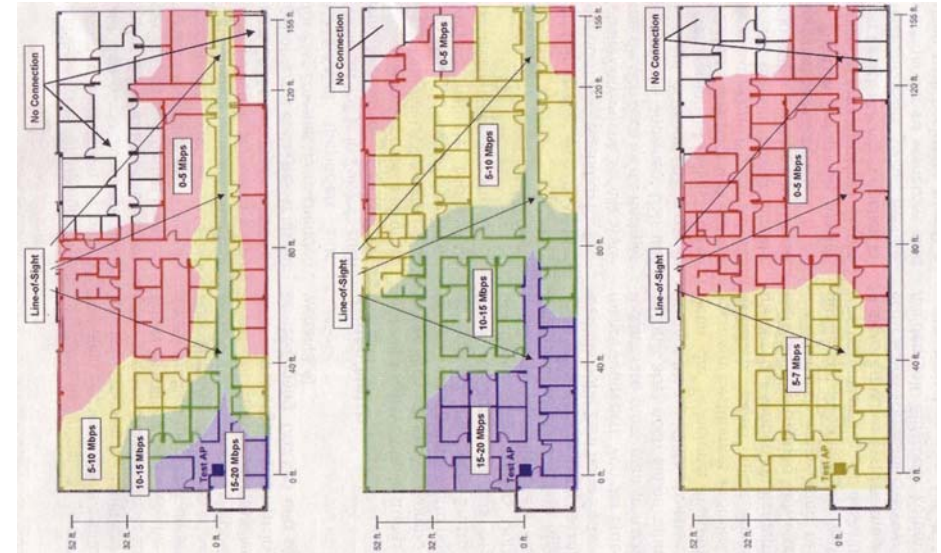 No Connection
Line-of-Sight
0-5 Mbps
5-10 Mbps
10-15 Mbps
15-20 Mbps
Test AP
52 ft.
32 ft.
0 ft.
0 ft.
40 ft.
80 ft.
120 ft.
156 ft.
No Connection
Line-of-Sight
0-5 Mbps
5-10 Mbps
10-15 Mbps
15-20 Mbps
Test AP
52 ft.
32 ft.
0 ft.
0 ft.
40 ft.
80 ft.
120 ft.
156 ft.
No Connection
Line-of-Sight
0-5 Mbps
5-7 Mbps
Test AP
52 ft.
32 ft.
0 ft.
0 ft.
40 ft.
80 ft.
120 ft.
156 ft.